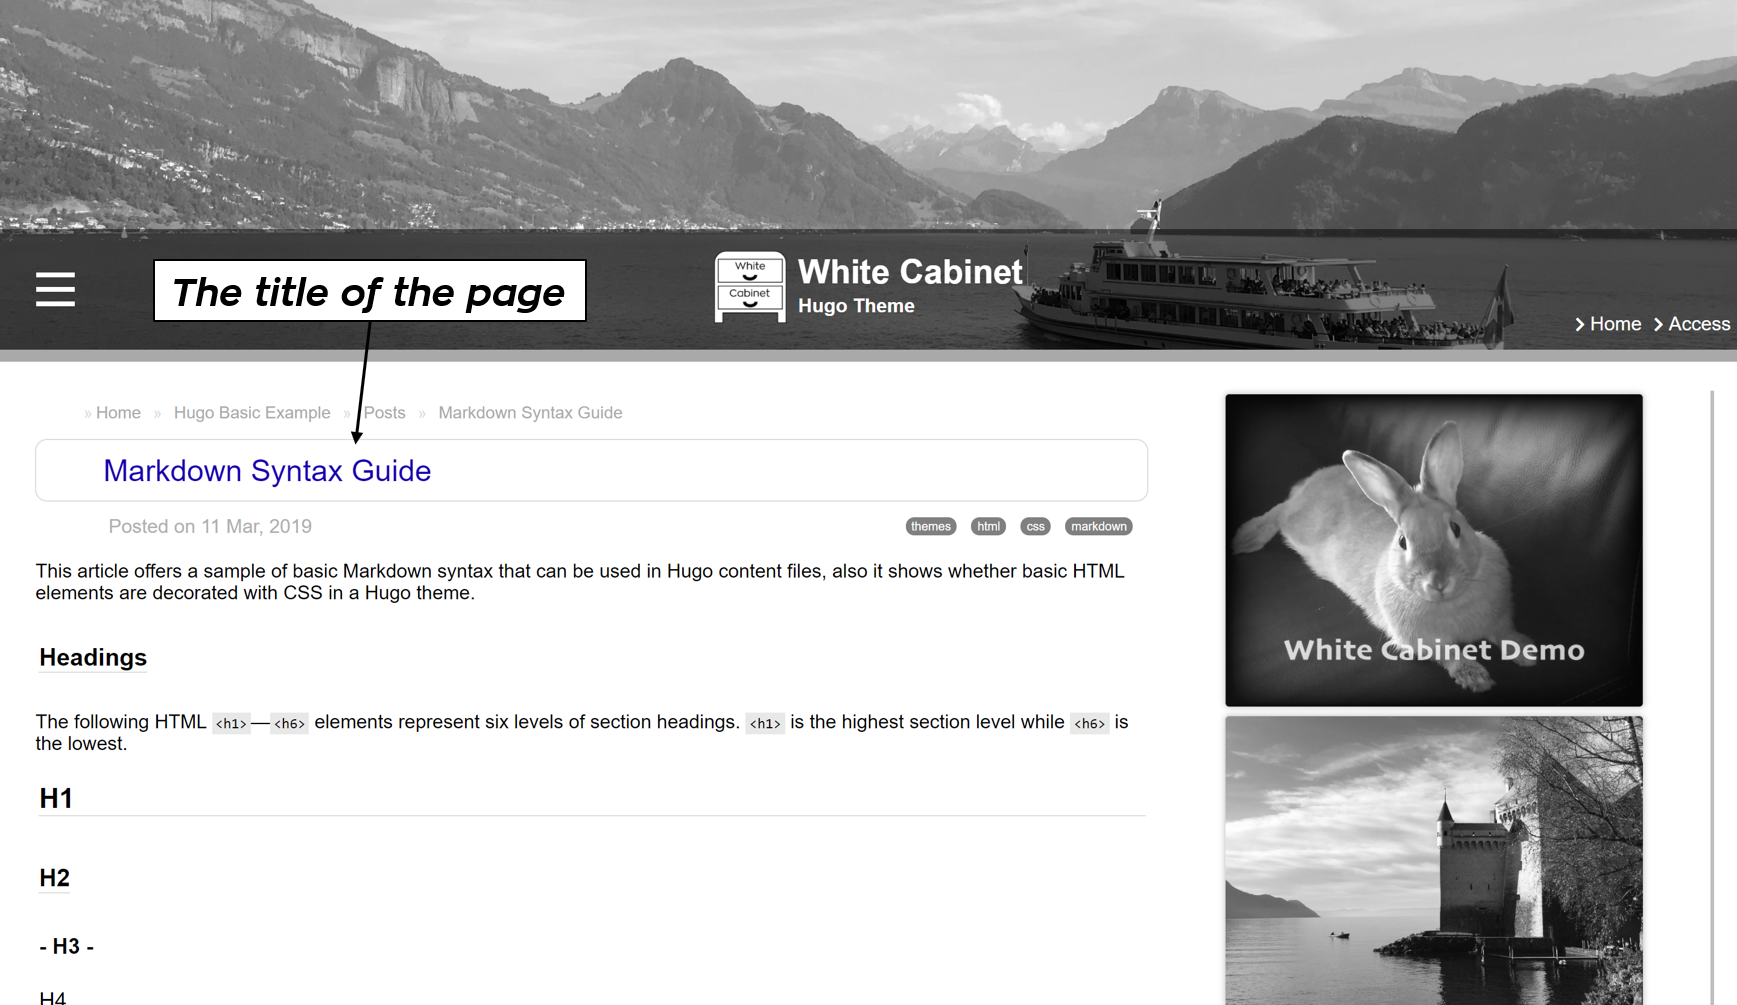 The title of the page
White
Cabinet
White Cabinet
Hugo Theme
Home Access
» Home » Hugo Basic Example » Posts » Markdown Syntax Guide
Markdown Syntax Guide
Posted on 11 Mar, 2019
themes html css markdown
This article offers a sample of basic Markdown syntax that can be used in Hugo content files, also it shows whether basic HTML
elements are decorated with CSS in a Hugo theme.
Headings
The following HTML <h1>—<h6> elements represent six levels of section headings. <h1> is the highest section level while <h6> is
the lowest.
H1
H2
- H3 -
H4
White Cabinet Demo